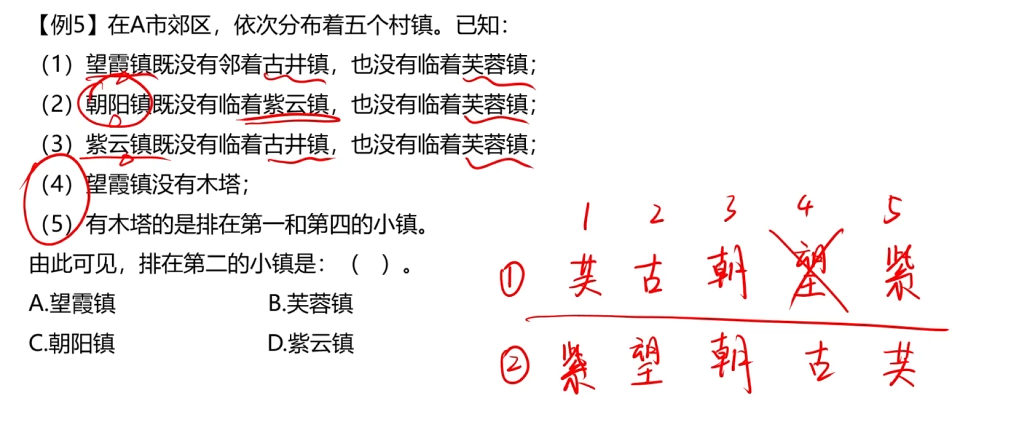 【例5】在A市郊区，依次分布着五个村镇。已知：
（1）望霞镇既没有邻着古井镇，也没有临着芙蓉镇；
（2）朝阳镇既没有临着紫云镇，也没有临着芙蓉镇；
（3）紫云镇既没有临着古井镇，也没有临着芙蓉镇；
（4）望霞镇没有木塔；
（5）有木塔的是排在第一和第四的小镇。
由此可见，排在第二的小镇是：（ ）。
A.望霞镇 B.芙蓉镇
C.朝阳镇 D.紫云镇
1 2 3 4 5
① 芙 古 朝 望 紫
② 紫 望 朝 古 芙